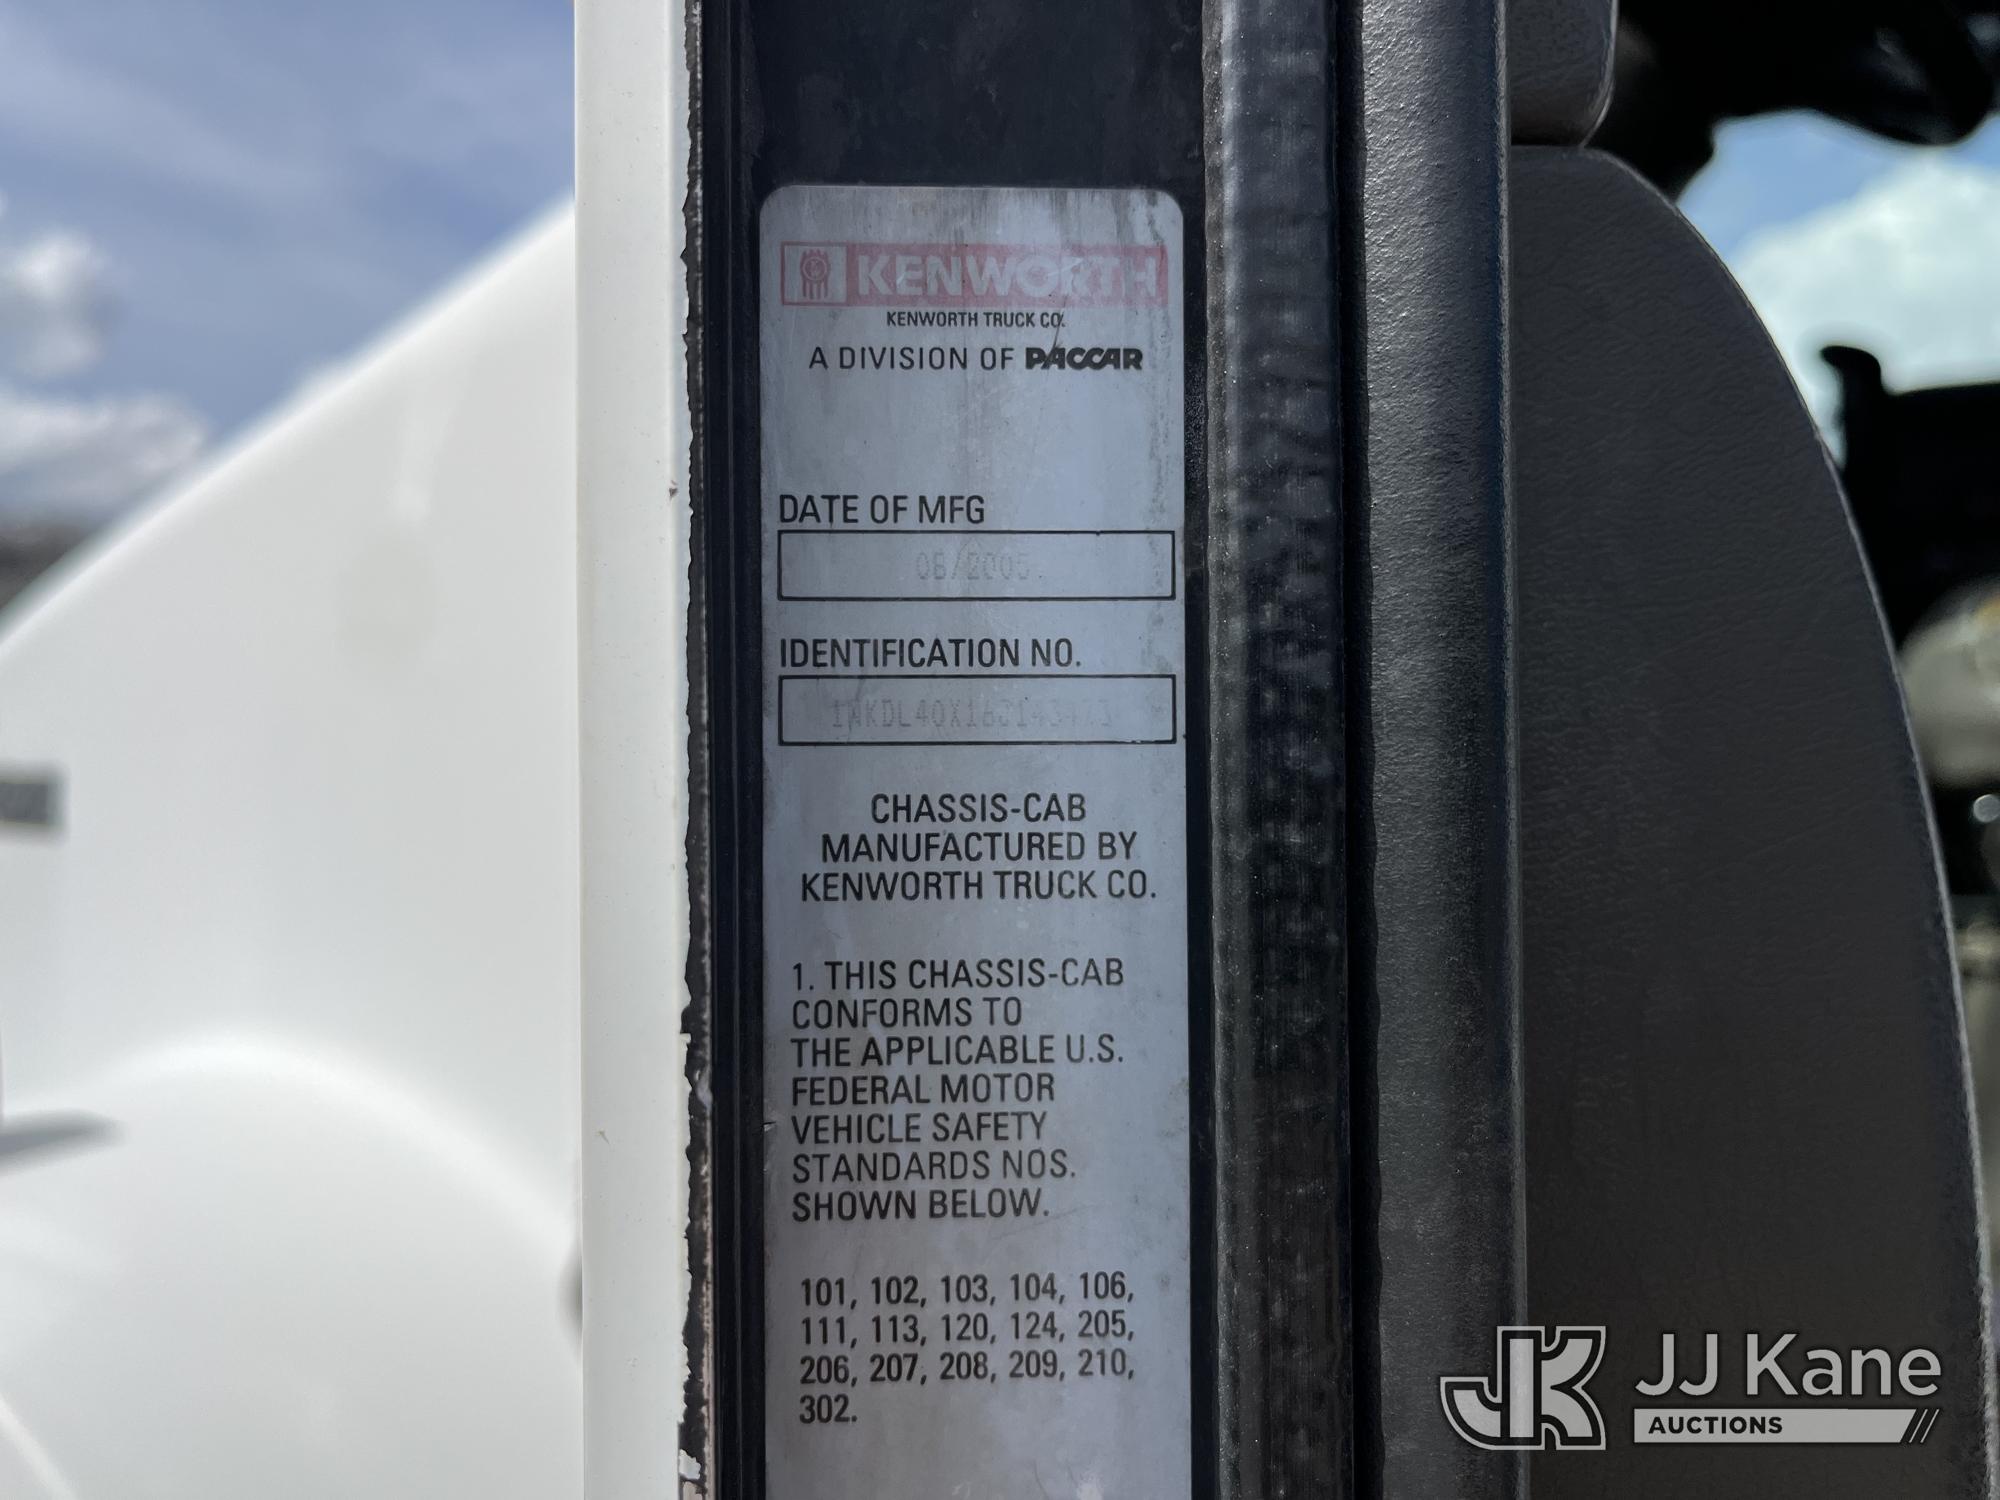 KENWORTH
KENWORTH TRUCK CO.
A DIVISION OF PACCAR
DATE OF MFG
IDENTIFICATION NO.
CHASSIS-CAB
MANUFACTURED BY
KENWORTH TRUCK CO.
1. THIS CHASSIS-CAB
CONFORMS TO
THE APPLICABLE U.S.
FEDERAL MOTOR
VEHICLE SAFETY
STANDARDS NOS.
SHOWN BELOW.
101, 102, 103, 104, 106,
111, 113, 120, 124, 205,
206, 207, 208, 209, 210,
302.
JK JJ Kane
AUCTIONS